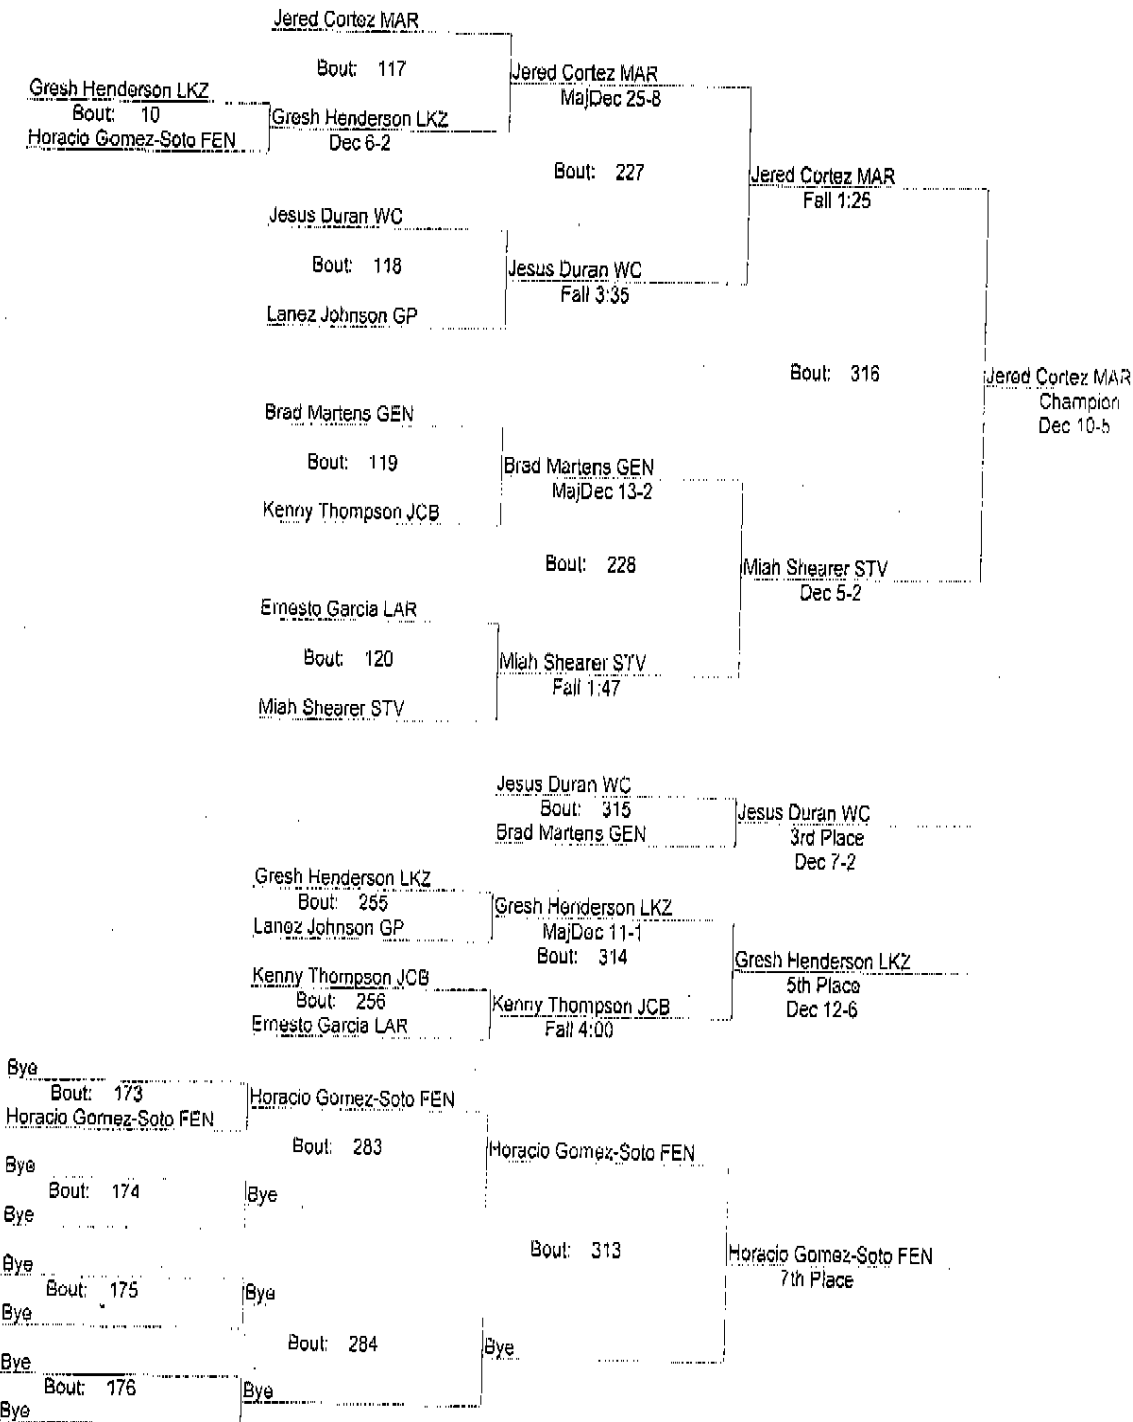 Jered Cortez MAR
Bout: 117
Jered Cortez MAR
MajDec 25-8
Gresh Henderson LKZ
Bout: 10
Horacio Gomez-Soto FEN
Gresh Henderson LKZ
Dec 6-2
Bout: 227
Jered Cortez MAR
Fall 1:25
Jesus Duran WC
Bout: 118
Jesus Duran WC
Fall 3:35
Lanez Johnson GP
Bout: 316
Jered Cortez MAR
Champion
Dec 10-5
Brad Martens GEN
Bout: 119
Brad Martens GEN
MajDec 13-2
Kenny Thompson JCB
Bout: 228
Miah Shearer STV
Dec 5-2
Ernesto Garcia LAR
Bout: 120
Miah Shearer STV
Fall 1:47
Miah Shearer STV
Jesus Duran WC
Bout: 315
Brad Martens GEN
Jesus Duran WC
3rd Place
Dec 7-2
Gresh Henderson LKZ
Bout: 255
Lanez Johnson GP
Gresh Henderson LKZ
MajDec 11-1
Bout: 314
Gresh Henderson LKZ
5th Place
Dec 12-6
Kenny Thompson JCB
Bout: 256
Ernesto Garcia LAR
Kenny Thompson JCB
Fall 4:00
Bye
Bout: 173
Horacio Gomez-Soto FEN
Horacio Gomez-Soto FEN
Bout: 283
Horacio Gomez-Soto FEN
Bye
Bout: 174
Bye
Bye
Bout: 313
Horacio Gomez-Soto FEN
7th Place
Bye
Bout: 175
Bye
Bye
Bout: 284
Bye
Bye
Bout: 176
Bye
Bye